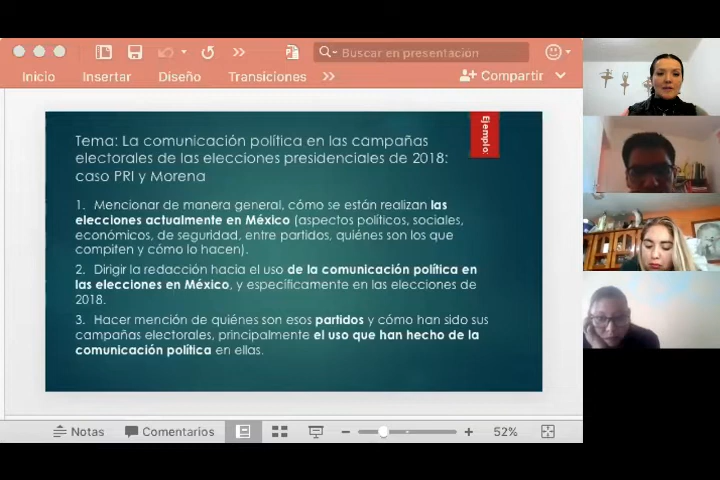 Buscar en presentación
Inicio Insertar Diseño Transiciones Compartir
Ejemplo:
Tema: La comunicación política en las campañas
electorales de las elecciones presidenciales de 2018:
caso PRI y Morena
1. Mencionar de manera general, cómo se están realizan las
elecciones actualmente en México (aspectos políticos, sociales,
económicos, de seguridad, entre partidos, quiénes son los que
compiten y cómo lo hacen).
2. Dirigir la redacción hacia el uso de la comunicación política en
las elecciones en México, y específicamente en las elecciones de
2018.
3. Hacer mención de quiénes son esos partidos y cómo han sido sus
campañas electorales, principalmente el uso que han hecho de la
comunicación política en ellas.
Notas Comentarios 52%